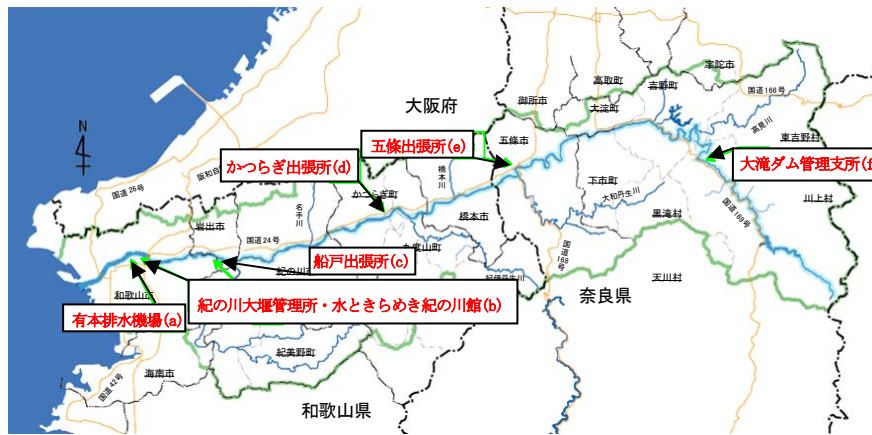 宇陀市
高取町
吉野町
国道166号
御所市
大淀町
大阪府
高見川
N
五條出張所(e)
五條市
東吉野村
かつらぎ出張所(d)
橋本川
大滝ダム管理支所(f
国道26号
かつらぎ町
下市町
大和丹生川
川上村
名手川
橋本市
黒滝村
岩出市
国道169号
国道24号
九度山町
船戸出張所(c)
国道168号
紀の川市
紀伊丹生川
天川村
和歌山市
奈良県
紀の川大堰管理所・水ときらめき紀の川館(b)
有本排水機場(a)
紀美野町
海南市
国道42号
和歌山県